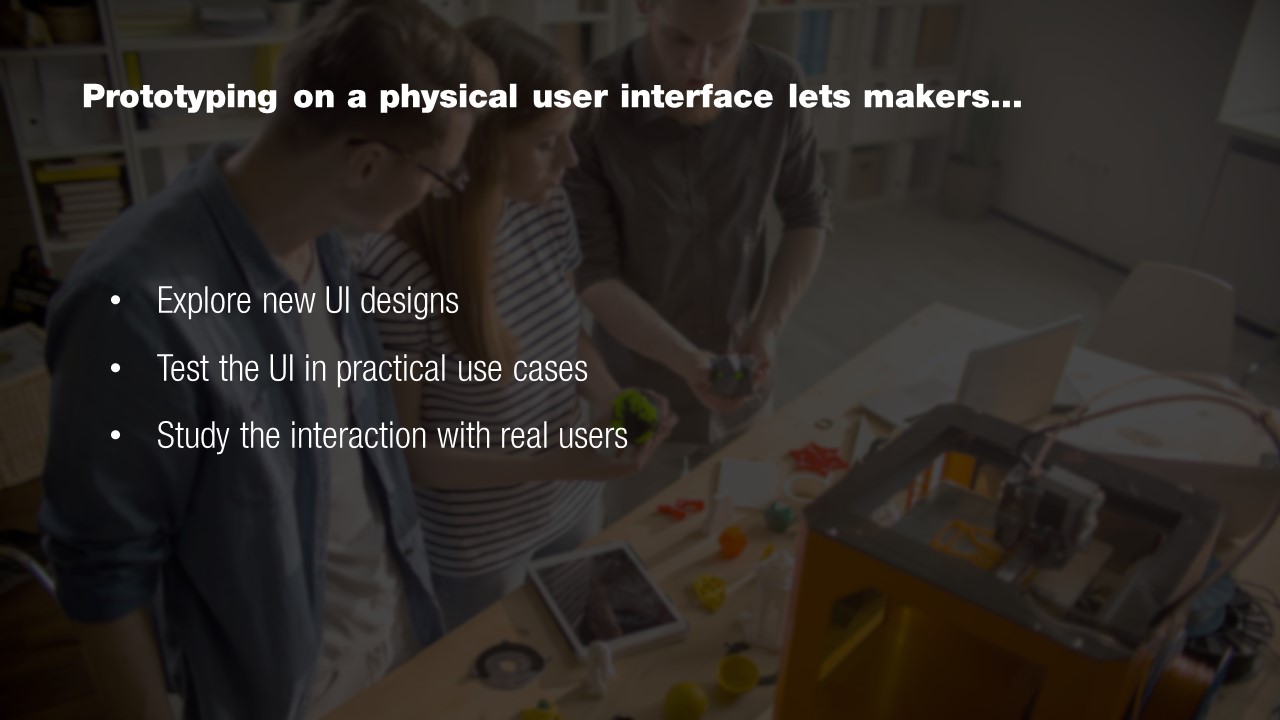 Prototyping on a physical user interface lets makers...
• Explore new UI designs
• Test the UI in practical use cases
• Study the interaction with real users